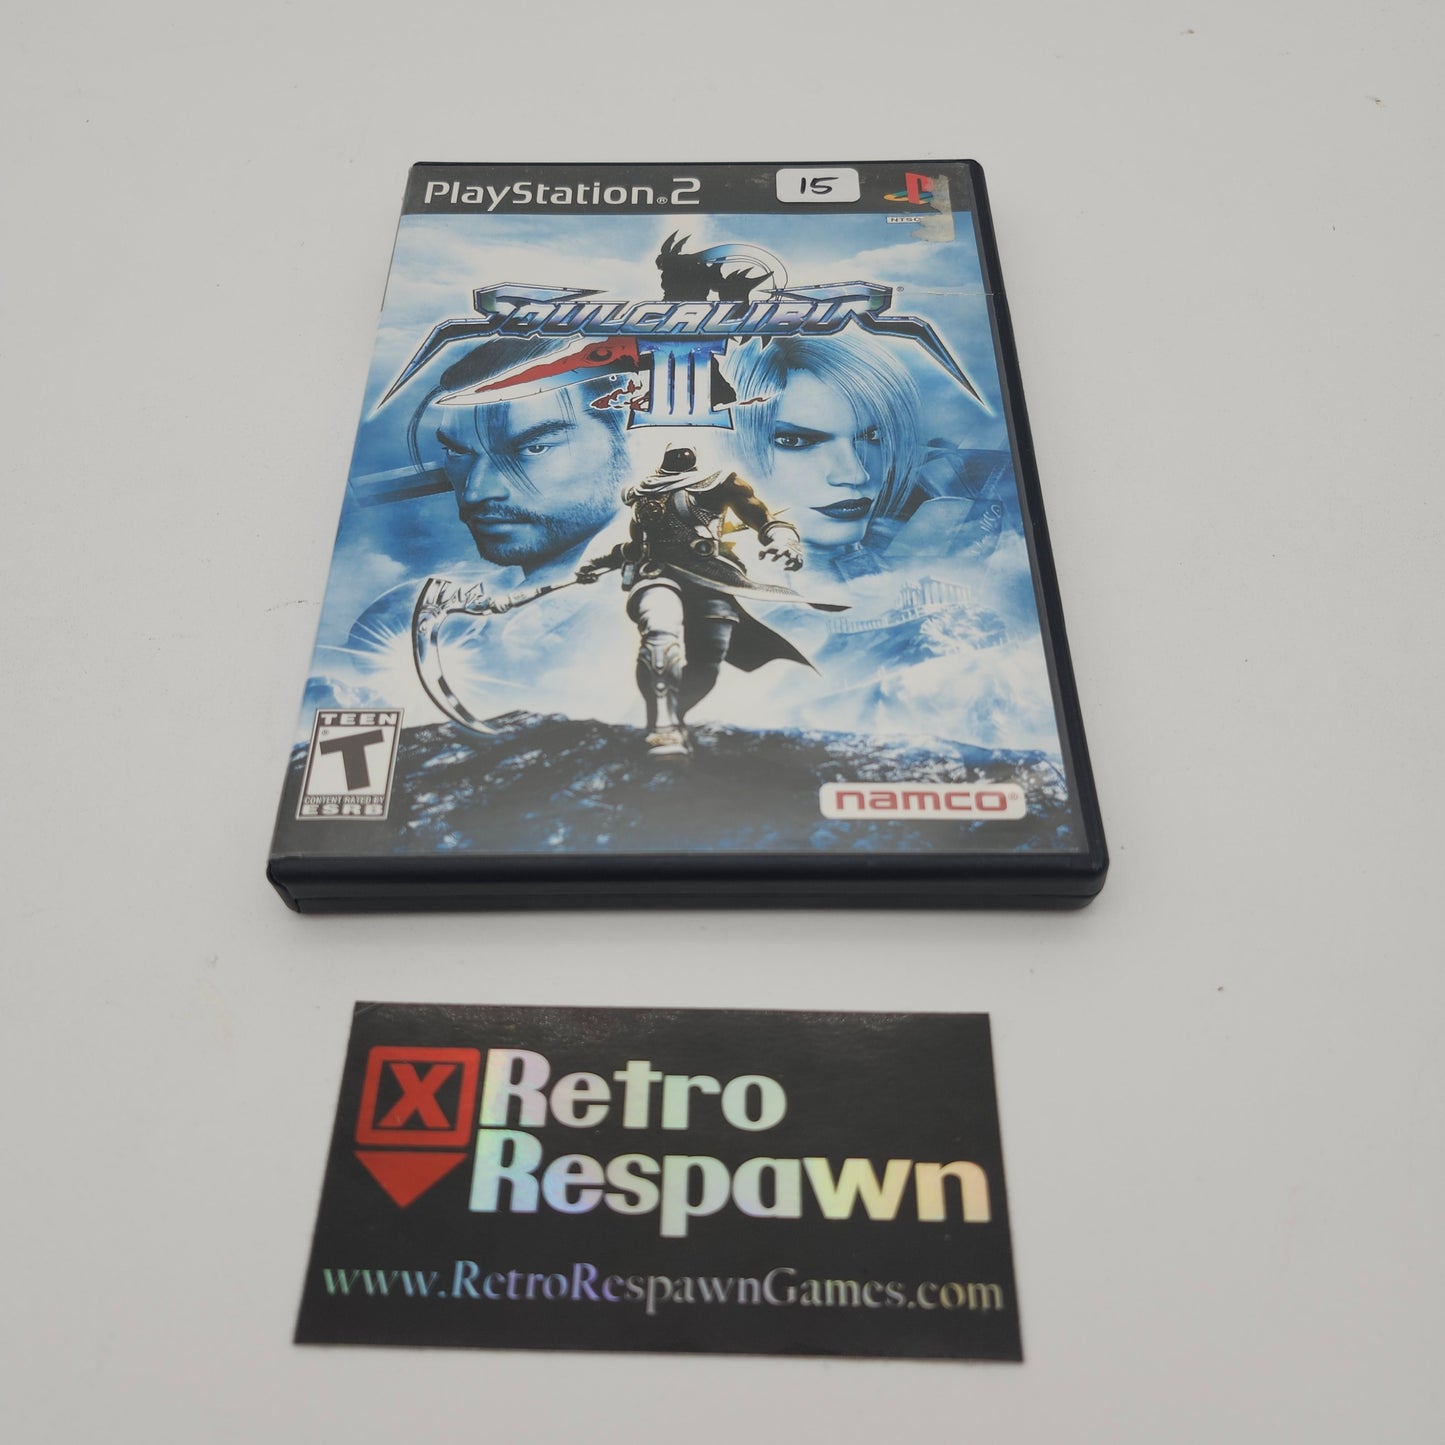 PlayStation®2
15
NTSC
SOULCALIBUR®
III
TEEN
T
®
CONTENT RATED BY
ESRB
namco®
X
Retro
Respawn
www.RetroRespawnGames.com